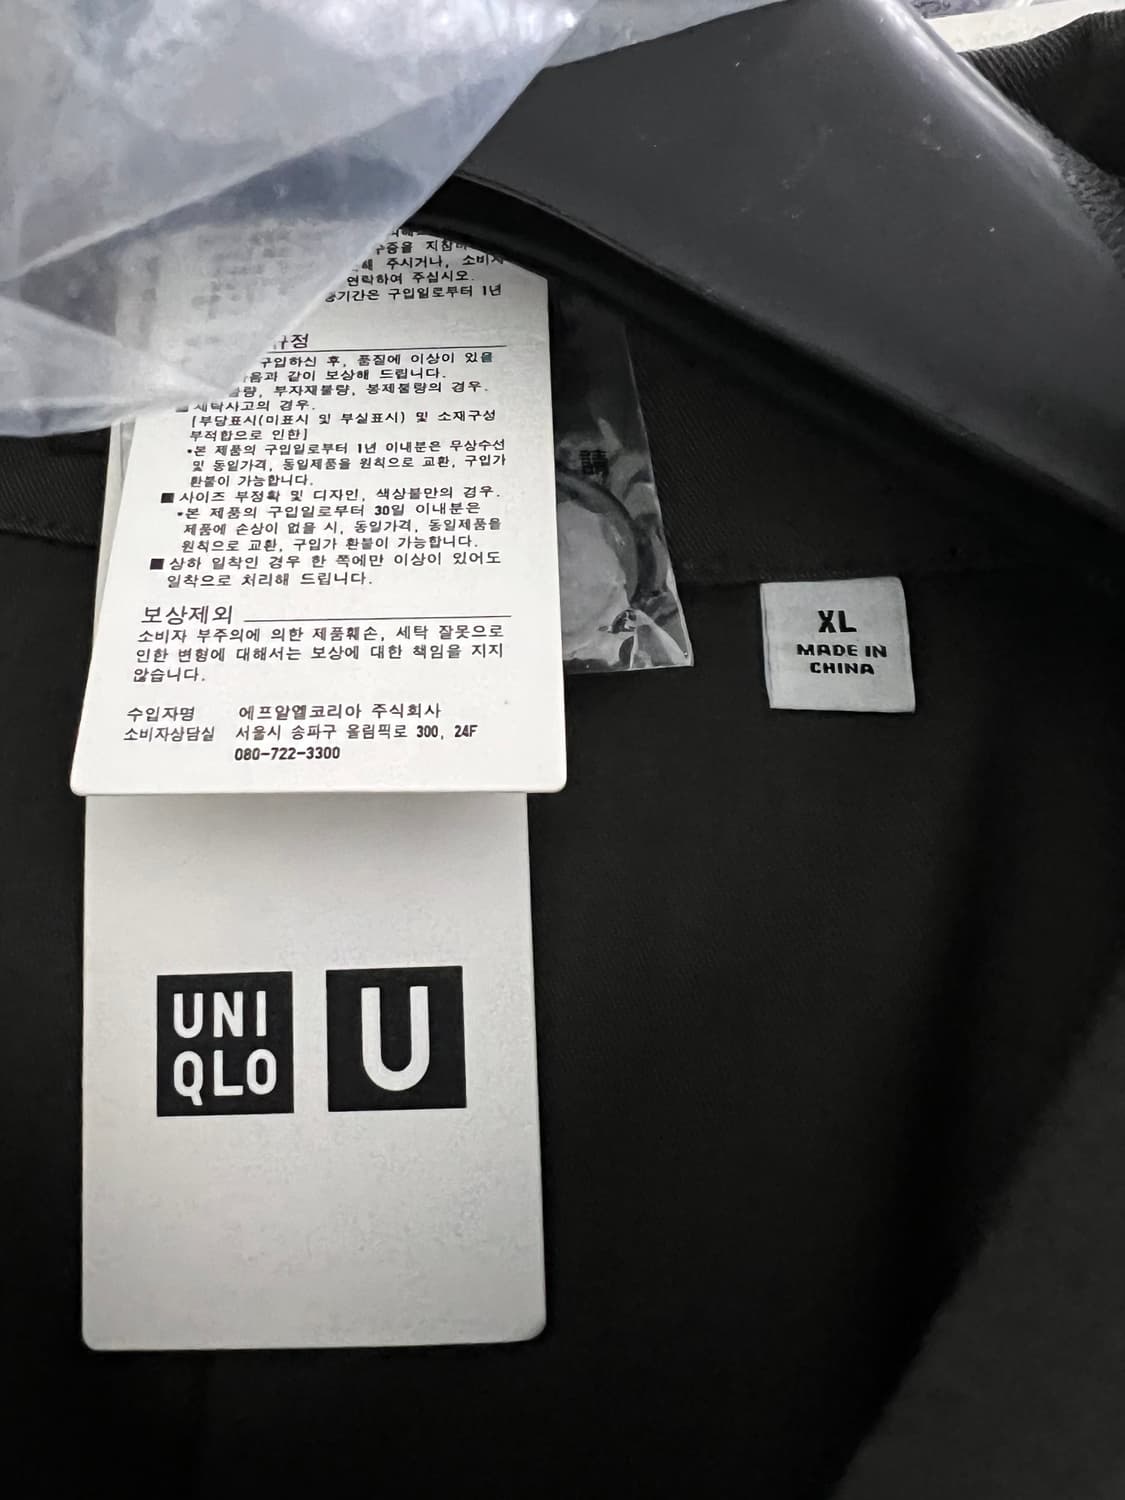 수증을 지참하
주시거나, 소비자
연락하여 주십시오.
기간은 구입일로부터 1년
규정
구입하신 후, 품질에 이상이 있을
같이 보상해 드립니다.
부자재불량, 봉제불량의 경우.
■ 세탁사고의 경우.
[부당표시(미표시 및 부실표시) 및 소재구성
부적합으로 인한]
•본 제품의 구입일로부터 1년 이내분은 무상수선
및 동일가격, 동일제품을 원칙으로 교환, 구입가
환불이 가능합니다.
■ 사이즈 부정확 및 디자인, 색상불만의 경우.
•본 제품의 구입일로부터 30일 이내분은
제품에 손상이 없을 시, 동일가격, 동일제품을
원칙으로 교환, 구입가 환불이 가능합니다.
■ 상하 일착인 경우 한 쪽에만 이상이 있어도
일착으로 처리해 드립니다.
보상제외
소비자 부주의에 의한 제품훼손, 세탁 잘못으로
인한 변형에 대해서는 보상에 대한 책임을 지지
않습니다.
수입자명 에프알엘코리아 주식회사
소비자상담실 서울시 송파구 올림픽로 300, 24F
080-722-3300
請
XL
MADE IN
CHINA
UNI
QLO
U